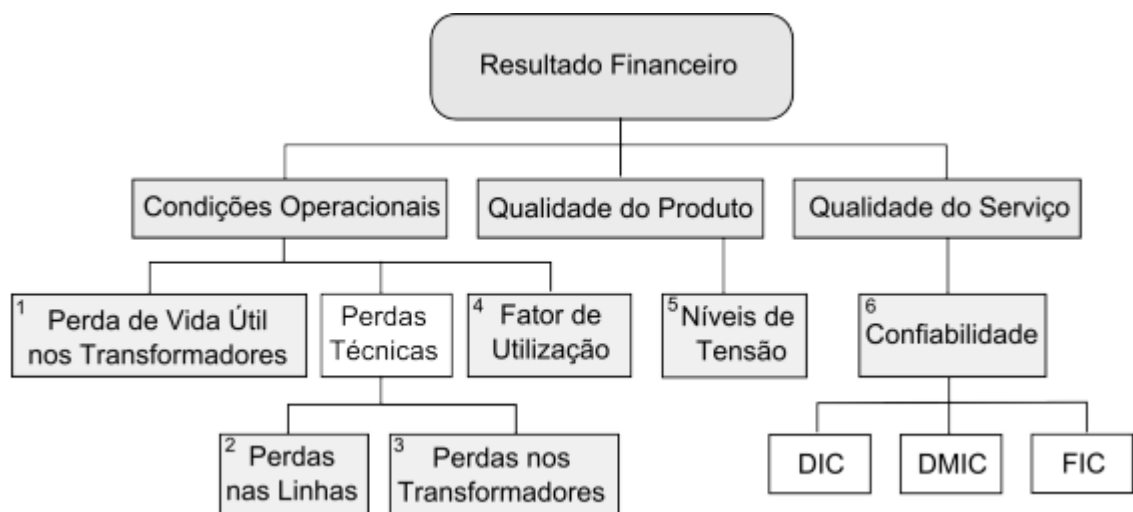 Resultado Financeiro
Condições Operacionais
Qualidade do Produto
Qualidade do Serviço
1
Perda de Vida Útil
nos Transformadores
Perdas
Técnicas
4
Fator de
Utilização
5
Níveis de
Tensão
6
Confiabilidade
2
Perdas
nas Linhas
3
Perdas nos
Transformadores
DIC
DMIC
FIC